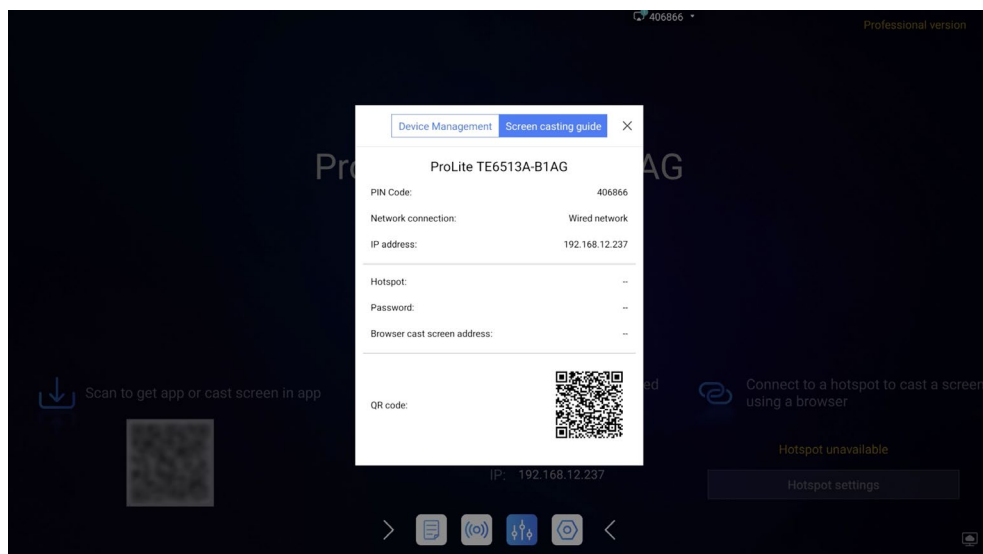 406866
Professional version
Device Management Screen casting guide
Pro AG
ProLite TE6513A-B1AG
PIN Code: 406866
Network connection: Wired network
IP address: 192.168.12.237
Hotspot: --
Password: --
Browser cast screen address: --
Scan to get app or cast screen in app
ed
Connect to a hotspot to cast a screen
using a browser
QR code:
Hotspot unavailable
IP: 192.168.12.237
Hotspot settings